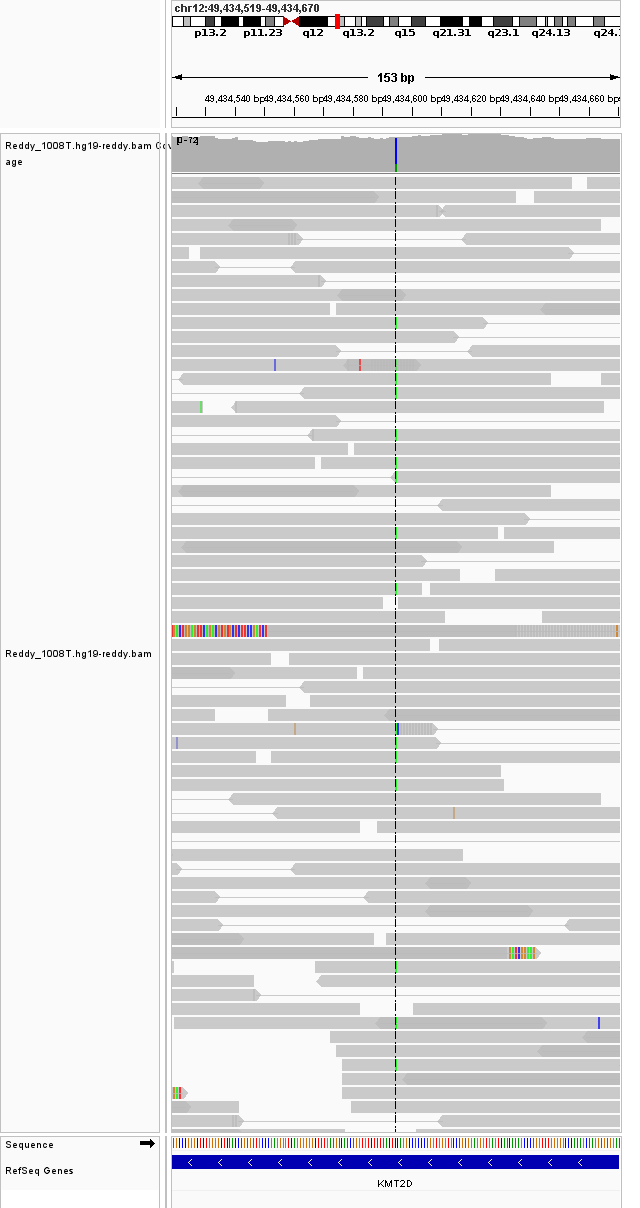 chr12:49,434,519-49,434,670
p13.2 p11.23 q12 q13.2 q15 q21.31 q23.1 q24.13 q24.
153 bp
49,434,540 bp 49,434,560 bp 49,434,580 bp 49,434,600 bp 49,434,620 bp 49,434,640 bp 49,434,660 bp
Reddy_1008T.hg19-reddy.bam Cov
age
Reddy_1008T.hg19-reddy.bam
Sequence
RefSeq Genes
KMT2D